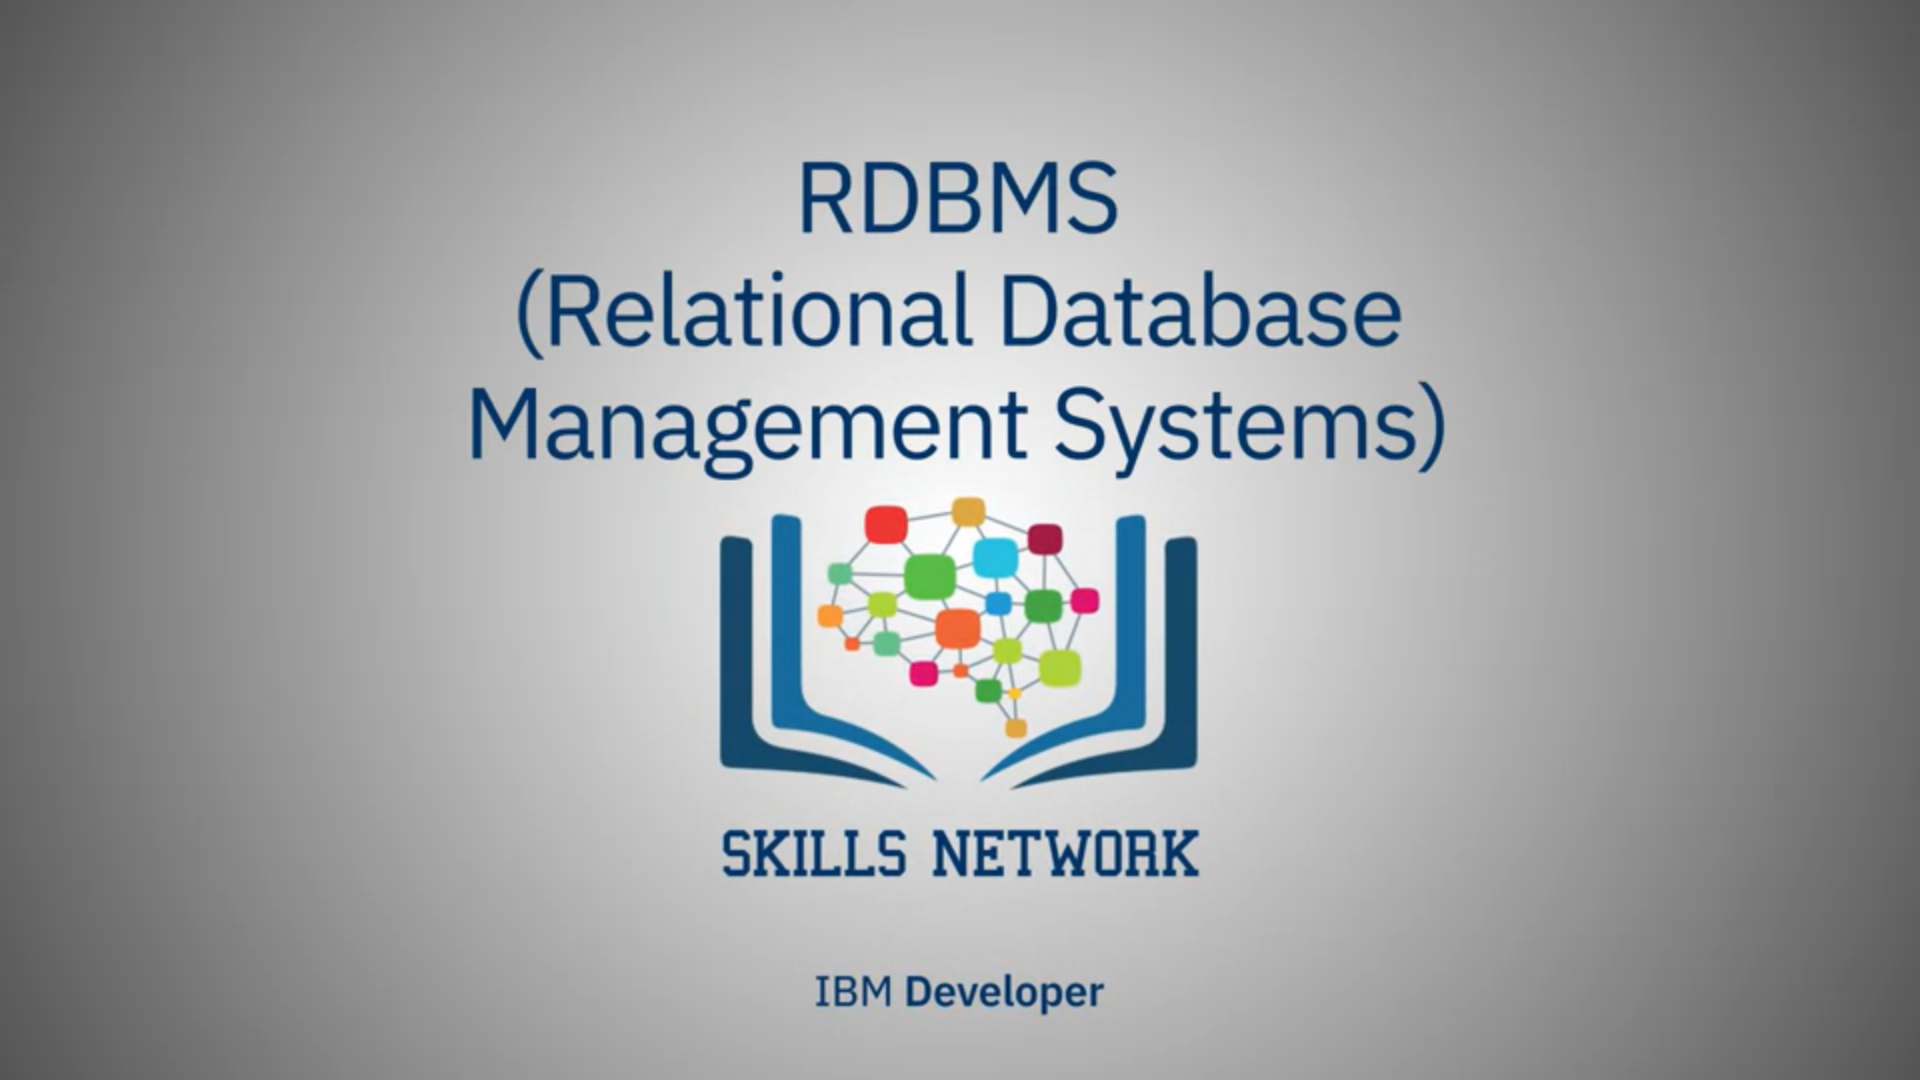 RDBMS
(Relational Database
Management Systems)
SKILLS NETWORK
IBM Developer